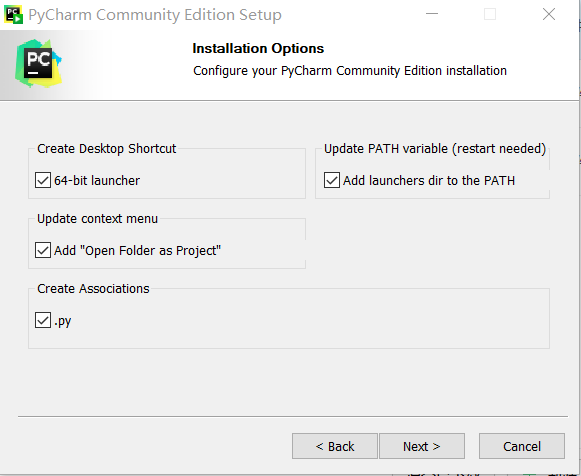 PyCharm Community Edition Setup
PC
Installation Options
Configure your PyCharm Community Edition installation
Create Desktop Shortcut
64-bit launcher
Update PATH variable (restart needed)
Add launchers dir to the PATH
Update context menu
Add "Open Folder as Project"
Create Associations
.py
< Back
Next >
Cancel